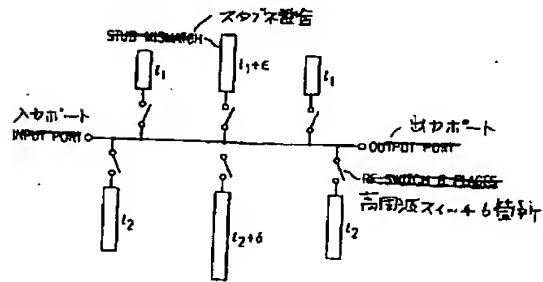 スタブ不整合
STUB MISMATCH
l1
l1+ε
l1
入力ポート
INPUT PORT
出力ポート
OUTPUT PORT
RF SWITCH 6 PLACES
高周波スイッチ6箇所
l2
l2+δ
l2